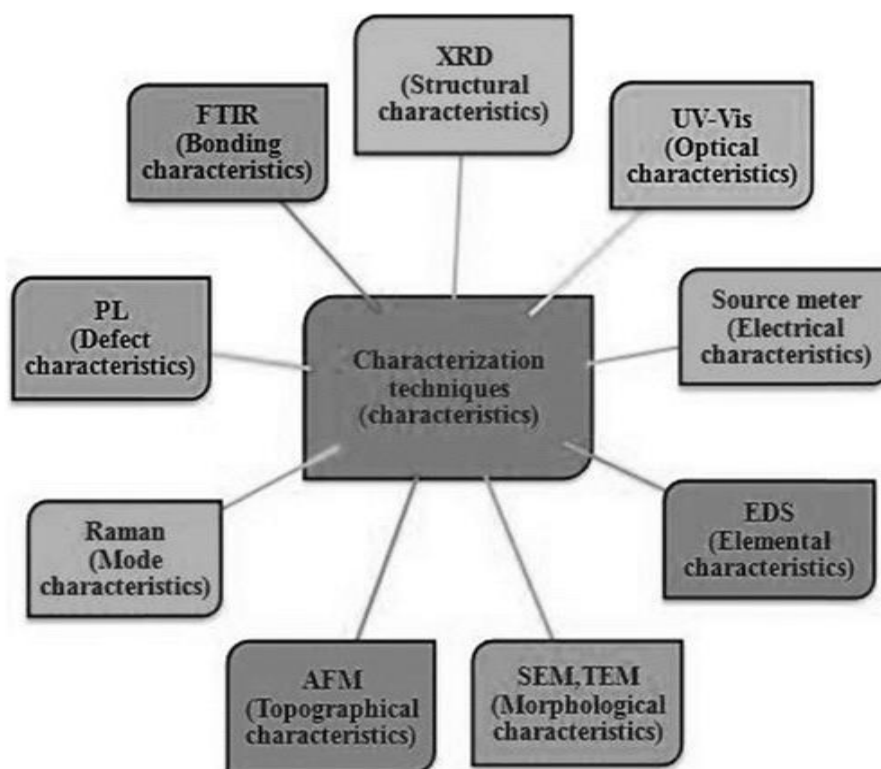 XRD
(Structural
characteristics)
FTIR
(Bonding
characteristics)
UV-Vis
(Optical
characteristics)
PL
(Defect
characteristics)
Characterization
techniques
(characteristics)
Source meter
(Electrical
characteristics)
Raman
(Mode
characteristics)
EDS
(Elemental
characteristics)
AFM
(Topographical
characteristics)
SEM,TEM
(Morphological
characteristics)